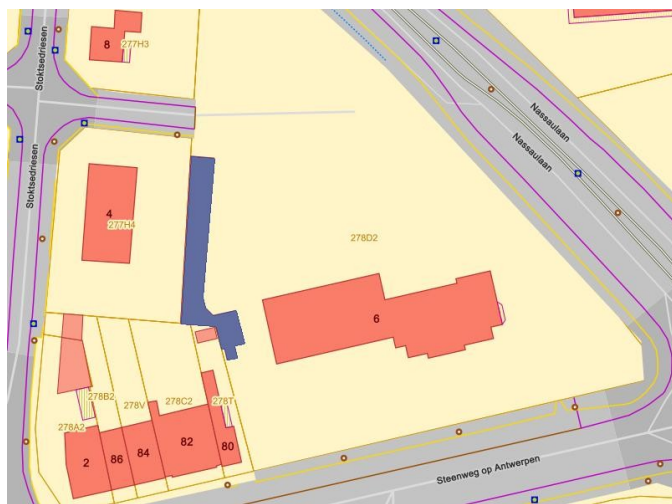 8
277H3
Stoktsedriesen
Nassaulaan
Nassaulaan
Stoktsedriesen
4
277H4
278D2
6
278B2
278V
278C2
278T
278A2
2
86
84
82
80
Steenweg op Antwerpen